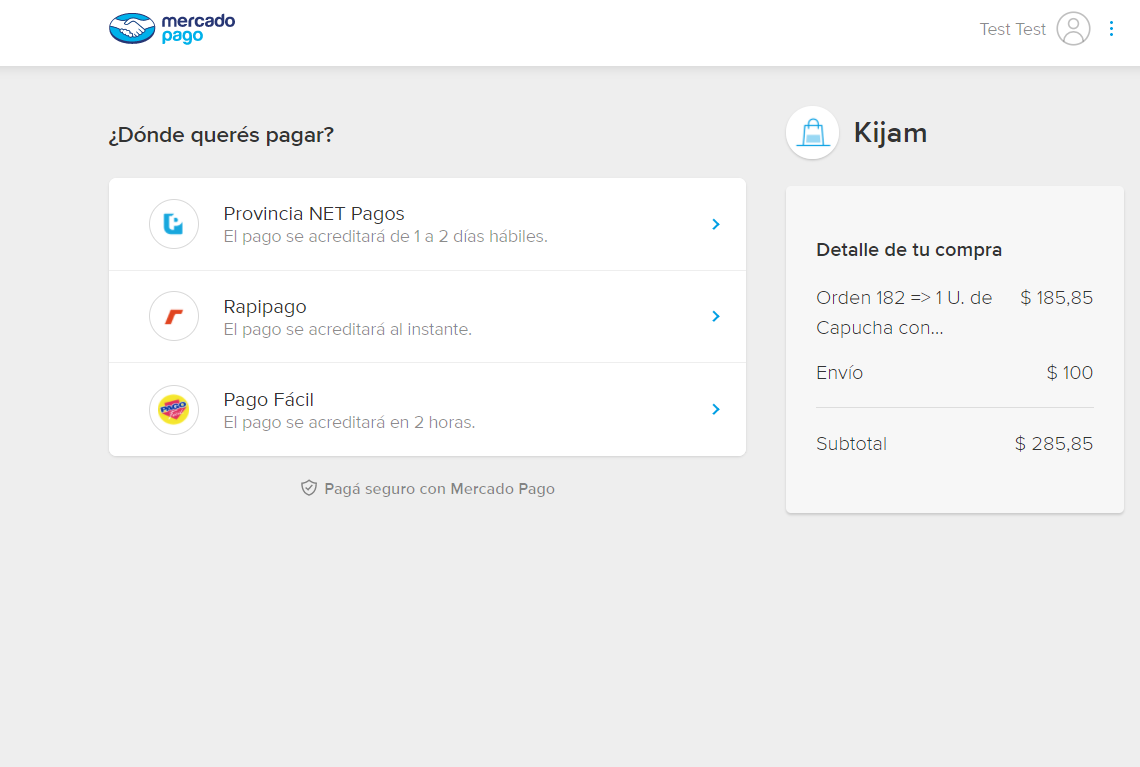 mercado
pago
Test Test
¿Dónde querés pagar?
Provincia NET Pagos
El pago se acreditará de 1 a 2 días hábiles.
Rapipago
El pago se acreditará al instante.
PAGO
Pago Fácil
El pago se acreditará en 2 horas.
Pagá seguro con Mercado Pago
Kijam
Detalle de tu compra
Orden 182 => 1 U. de $ 185,85
Capucha con...
Envío $ 100
Subtotal $ 285,85